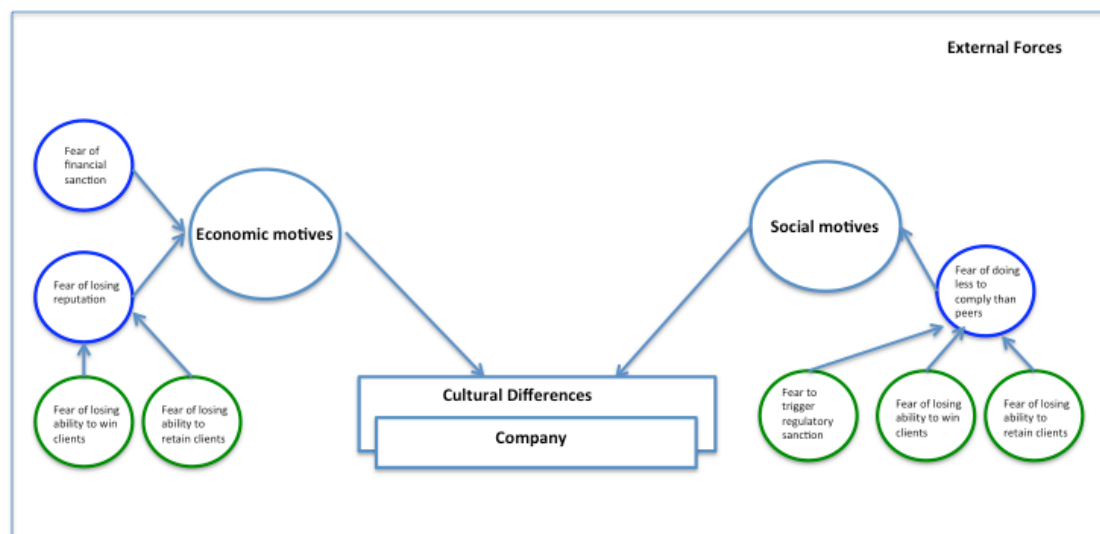 External Forces
Fear of
financial
sanction
Economic motives
Social motives
Fear of losing
reputation
Fear of doing
less to
comply than
peers
Cultural Differences
Company
Fear of losing
ability to win
clients
Fear of losing
ability to
retain clients
Fear to
trigger
regulatory
sanction
Fear of losing
ability to win
clients
Fear of losing
ability to
retain clients